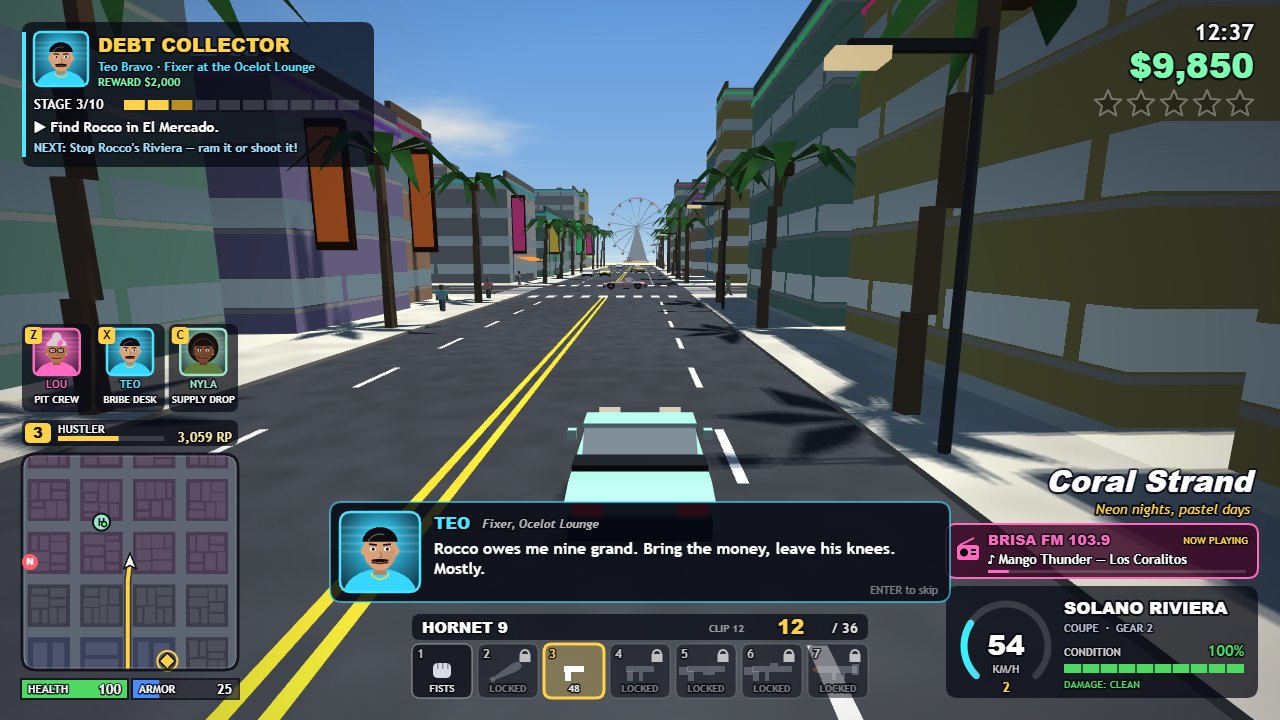 DEBT COLLECTOR
Teo Bravo · Fixer at the Ocelot Lounge
REWARD $2,000
STAGE 3/10
▶ Find Rocco in El Mercado.
NEXT: Stop Rocco's Riviera — ram it or shoot it!
12:37
$9,850
Z
X
C
LOU
TEO
NYLA
PIT CREW
BRIBE DESK
SUPPLY DROP
3
HUSTLER
3,059 RP
N
HEALTH 100
ARMOR 25
TEO Fixer, Ocelot Lounge
Rocco owes me nine grand. Bring the money, leave his knees.
Mostly.
ENTER to skip
HORNET 9
CLIP 12
12 / 36
1
FISTS
2
LOCKED
3
48
4
LOCKED
5
LOCKED
6
LOCKED
7
LOCKED
Coral Strand
Neon nights, pastel days
BRISA FM 103.9
NOW PLAYING
♪ Mango Thunder — Los Coralitos
54
KM/H
2
SOLANO RIVIERA
COUPE · GEAR 2
CONDITION 100%
DAMAGE: CLEAN